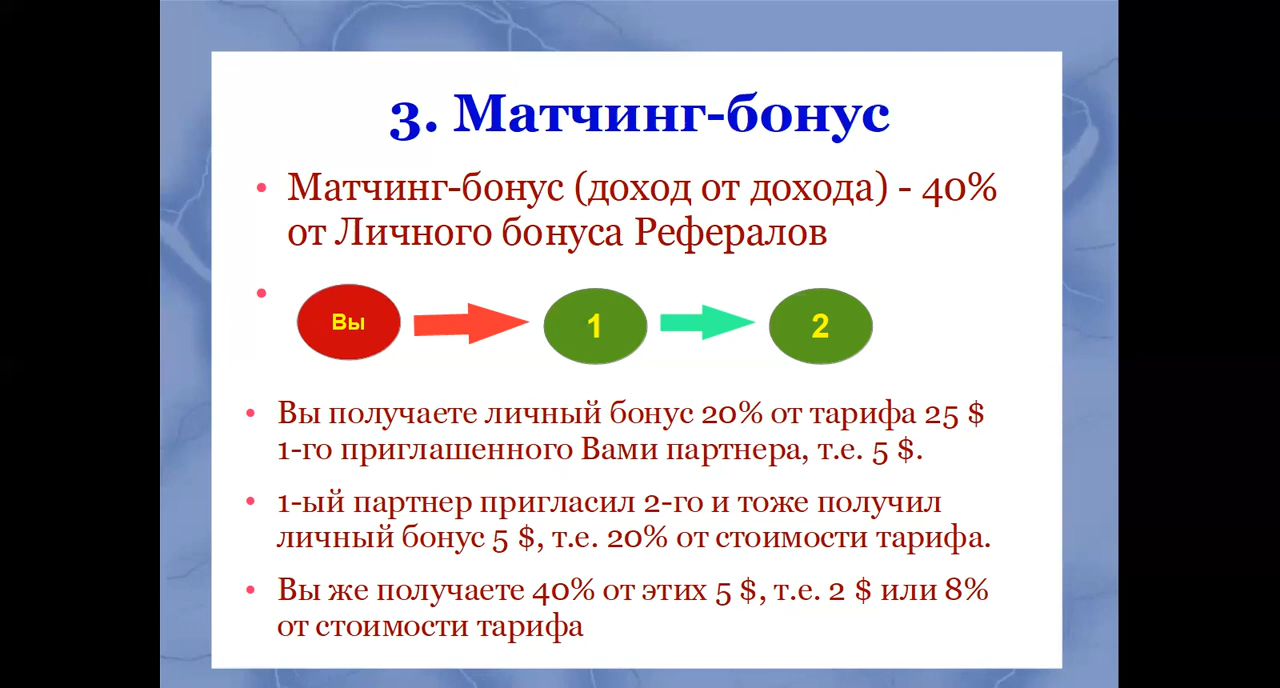 3. Матчинг-бонус
Матчинг-бонус (доход от дохода) - 40%
от Личного бонуса Рефералов
Вы 1 2
Вы получаете личный бонус 20% от тарифа 25 $
1-го приглашенного Вами партнера, т.е. 5 $.
1-ый партнер пригласил 2-го и тоже получил
личный бонус 5 $, т.е. 20% от стоимости тарифа.
Вы же получаете 40% от этих 5 $, т.е. 2 $ или 8%
от стоимости тарифа